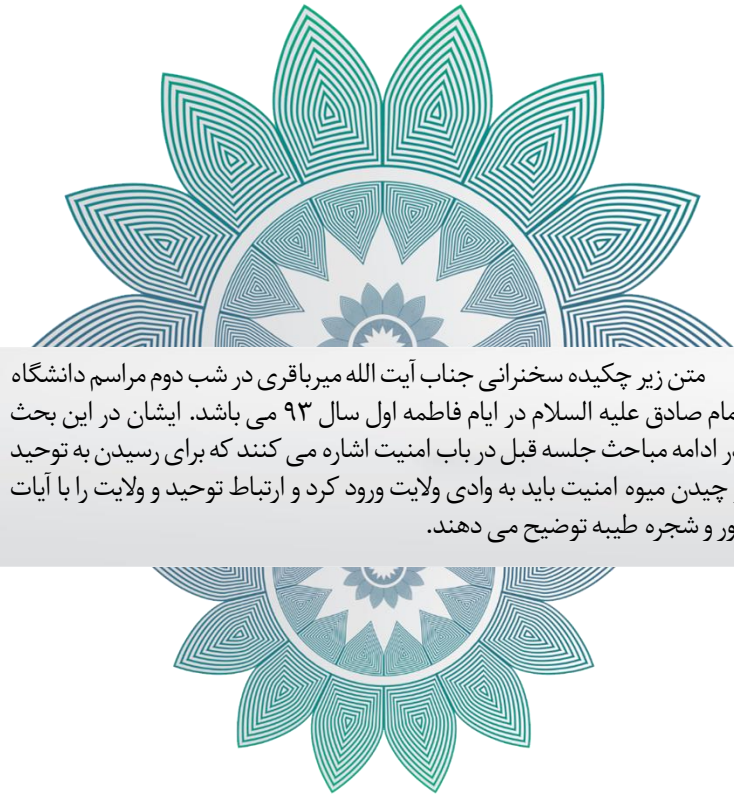 متن زیر چکیده سخنرانی جناب آیت الله میرباقری در شب دوم مراسم دانشگاه
مام صادق علیه السلام در ایام فاطمه اول سال ۹۳ می باشد. ایشان در این بحث
در ادامه مباحث جلسه قبل در باب امنیت اشاره می کنند که برای رسیدن به توحید
چیدن میوه امنیت باید به وادی ولایت ورود کرد و ارتباط توحید و ولایت را با آیات
ور و شجره طیبه توضیح می دهند.